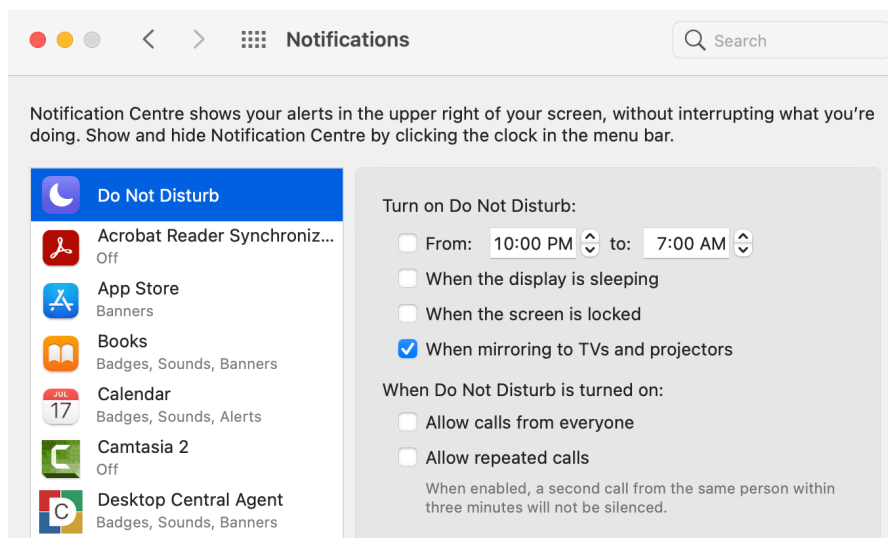 Notifications
Search
Notification Centre shows your alerts in the upper right of your screen, without interrupting what you're
doing. Show and hide Notification Centre by clicking the clock in the menu bar.
Do Not Disturb
Acrobat Reader Synchroniz...
Off
App Store
Banners
Books
Badges, Sounds, Banners
JUL
17
Calendar
Badges, Sounds, Alerts
Camtasia 2
Off
C
Desktop Central Agent
Badges, Sounds, Banners
Turn on Do Not Disturb:
From: 10:00 PM to: 7:00 AM
When the display is sleeping
When the screen is locked
When mirroring to TVs and projectors
When Do Not Disturb is turned on:
Allow calls from everyone
Allow repeated calls
When enabled, a second call from the same person within
three minutes will not be silenced.